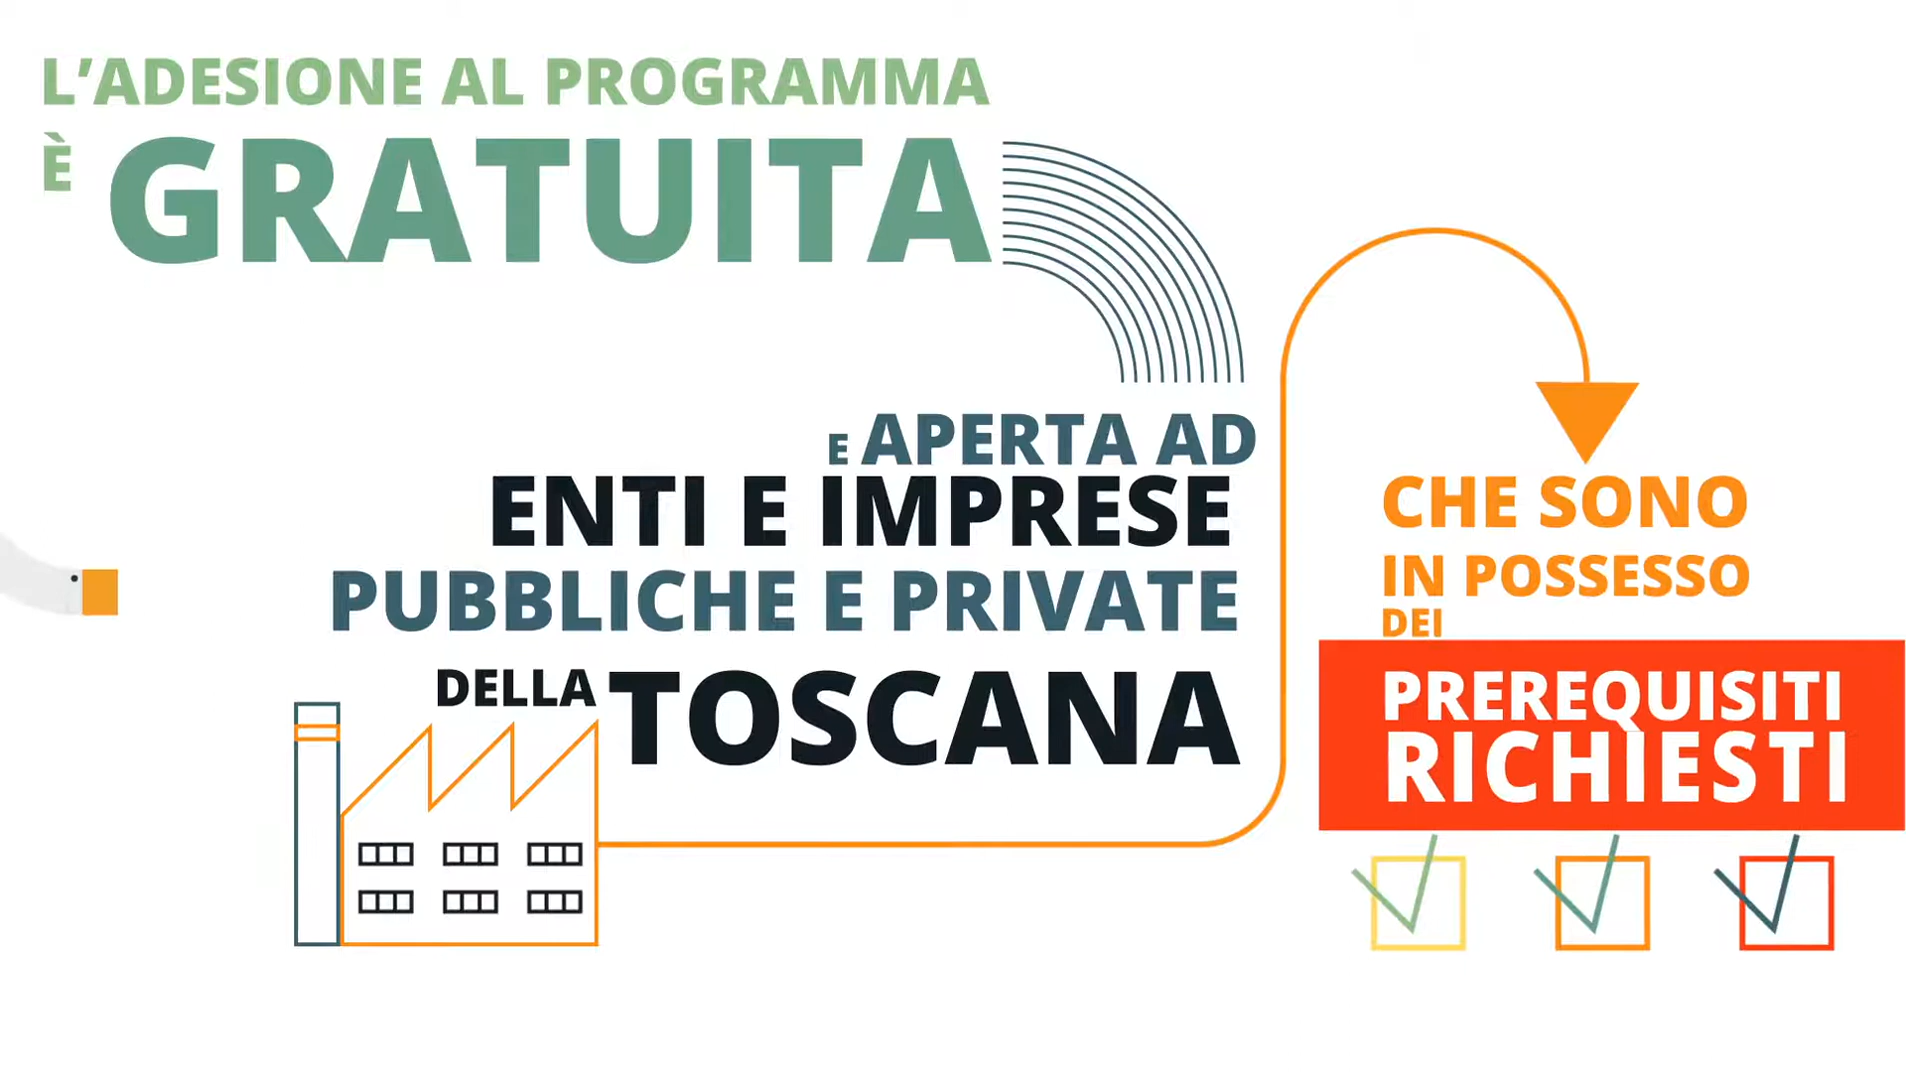 L’ADESIONE AL PROGRAMMA
È GRATUITA
E APERTA AD
ENTI E IMPRESE
PUBBLICHE E PRIVATE
DELLA TOSCANA
CHE SONO
IN POSSESSO
DEI
PREREQUISITI
RICHIESTI